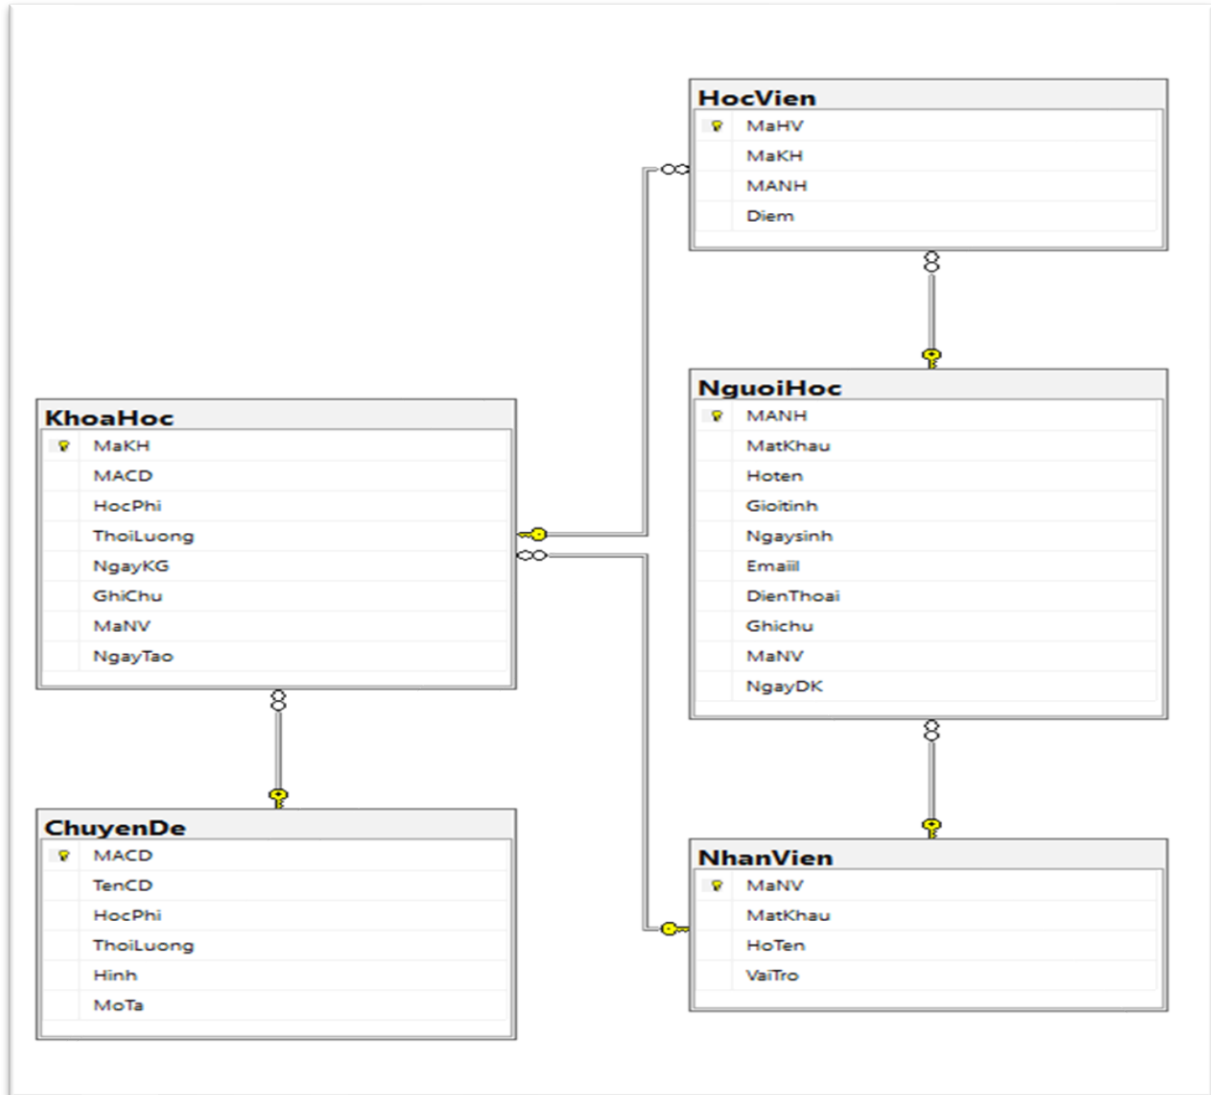 HocVien
MaHV
MaKH
MANH
Diem
KhoaHoc
MaKH
MACD
HocPhi
ThoiLuong
NgayKG
GhiChu
MaNV
NgayTao
NguoiHoc
MANH
MatKhau
Hoten
Gioitinh
Ngaysinh
Emaiil
DienThoai
Ghichu
MaNV
NgayDK
ChuyenDe
MACD
TenCD
HocPhi
ThoiLuong
Hinh
MoTa
NhanVien
MaNV
MatKhau
HoTen
VaiTro